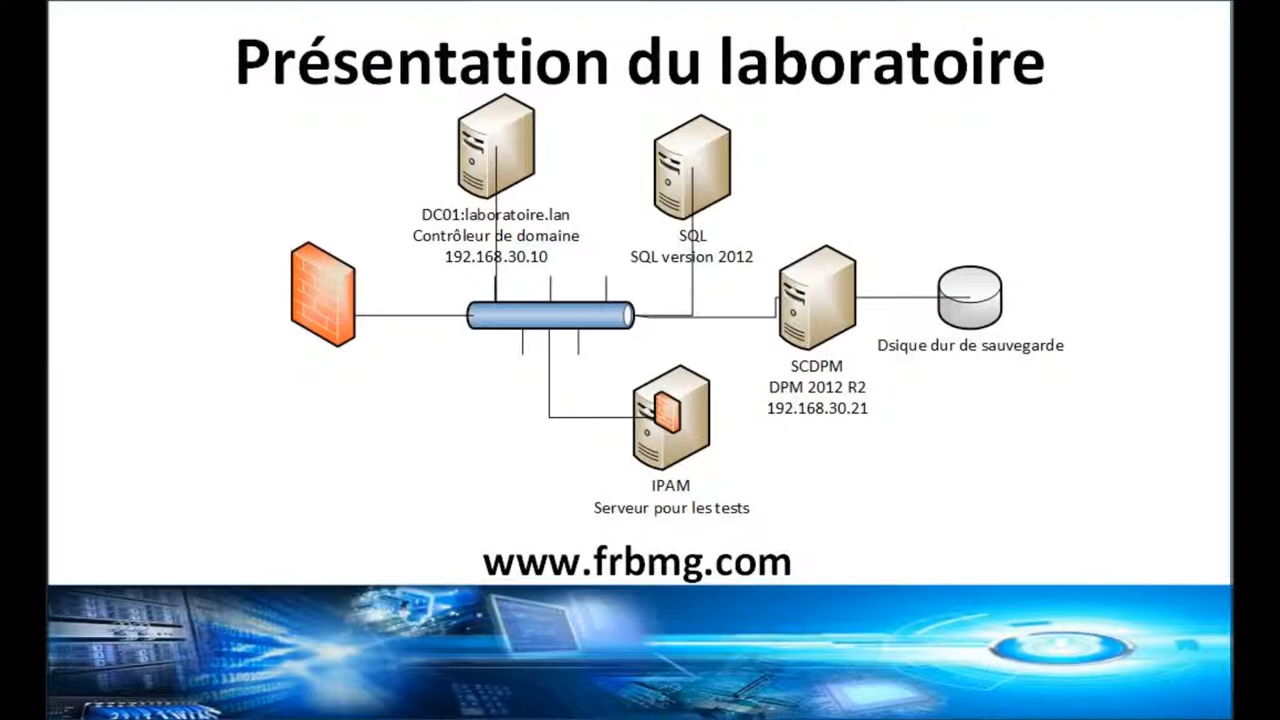 Présentation du laboratoire
DC01:laboratoire.lan
Contrôleur de domaine
192.168.30.10
SQL
SQL version 2012
Dsique dur de sauvegarde
SCDPM
DPM 2012 R2
192.168.30.21
IPAM
Serveur pour les tests
www.frbmg.com